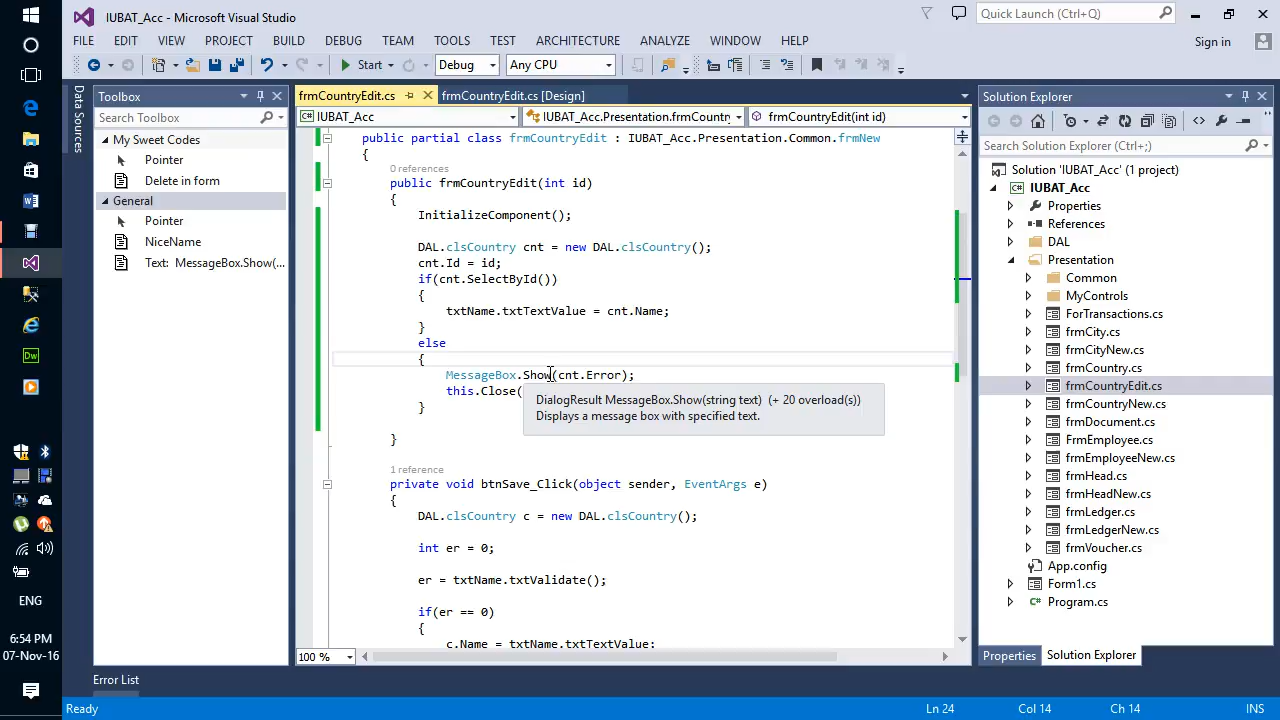 IUBAT_Acc - Microsoft Visual Studio
Quick Launch (Ctrl+Q)
FILE EDIT VIEW PROJECT BUILD DEBUG TEAM TOOLS TEST ARCHITECTURE ANALYZE WINDOW HELP
Sign in
Start Debug Any CPU
Data Sources
Toolbox
Search Toolbox
My Sweet Codes
Pointer
Delete in form
General
Pointer
NiceName
Text: MessageBox.Show(...
frmCountryEdit.cs frmCountryEdit.cs [Design]
C# IUBAT_Acc IUBAT_Acc.Presentation.frmCountry frmCountryEdit(int id)
public partial class frmCountryEdit : IUBAT_Acc.Presentation.Common.frmNew
{
0 references
public frmCountryEdit(int id)
{
InitializeComponent();
DAL.clsCountry cnt = new DAL.clsCountry();
cnt.Id = id;
if(cnt.SelectById())
{
txtName.txtTextValue = cnt.Name;
}
else
{
MessageBox.Show(cnt.Error);
this.Close(
DialogResult MessageBox.Show(string text) (+ 20 overload(s))
Displays a message box with specified text.
}
}
1 reference
private void btnSave_Click(object sender, EventArgs e)
{
DAL.clsCountry c = new DAL.clsCountry();
int er = 0;
er = txtName.txtValidate();
if(er == 0)
{
c.Name = txtName.txtTextValue;
100 %
Solution Explorer
Search Solution Explorer (Ctrl+;)
Solution 'IUBAT_Acc' (1 project)
C# IUBAT_Acc
Properties
References
DAL
Presentation
Common
MyControls
ForTransactions.cs
frmCity.cs
frmCityNew.cs
frmCountry.cs
frmCountryEdit.cs
frmCountryNew.cs
frmDocument.cs
FrmEmployee.cs
frmEmployeeNew.cs
frmHead.cs
frmHeadNew.cs
frmLedger.cs
frmLedgerNew.cs
frmVoucher.cs
App.config
Form1.cs
C# Program.cs
Properties Solution Explorer
Error List
Ready Ln 24 Col 14 Ch 14 INS
Dw
ENG
6:54 PM
07-Nov-16